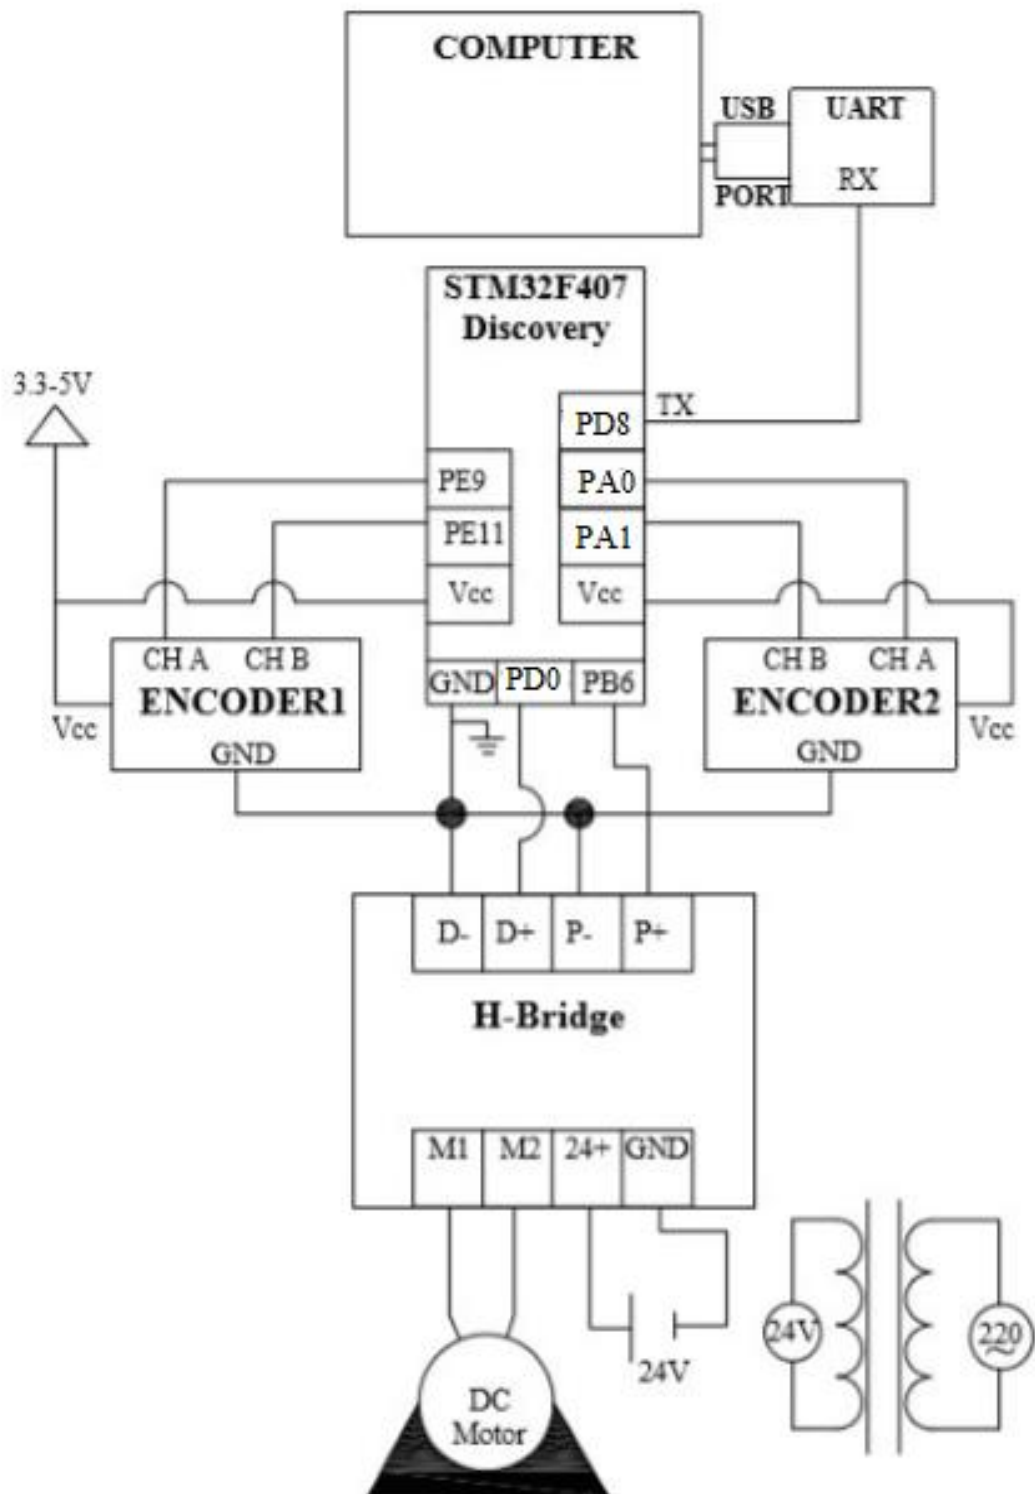 COMPUTER
USB
PORT
UART
RX
STM32F407
Discovery
3.3-5V
TX
PD8
PE9
PA0
PE11
PA1
Vcc
Vcc
GND
PD0
PB6
CH A
CH B
ENCODER1
Vcc
GND
CH B
CH A
ENCODER2
Vcc
GND
D-
D+
P-
P+
H-Bridge
M1
M2
24+
GND
24V
DC
Motor
24V
220
~